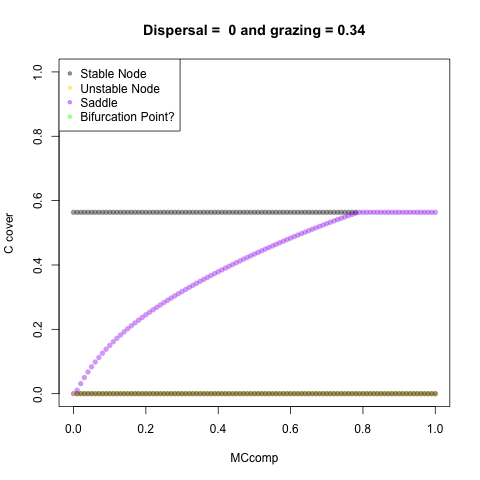 Dispersal =  0 and grazing = 0.34
Stable Node
Unstable Node
Saddle
Bifurcation Point?
C cover
1.0
0.8
0.6
0.4
0.2
0.0
0.0 0.2 0.4 0.6 0.8 1.0
MCcomp